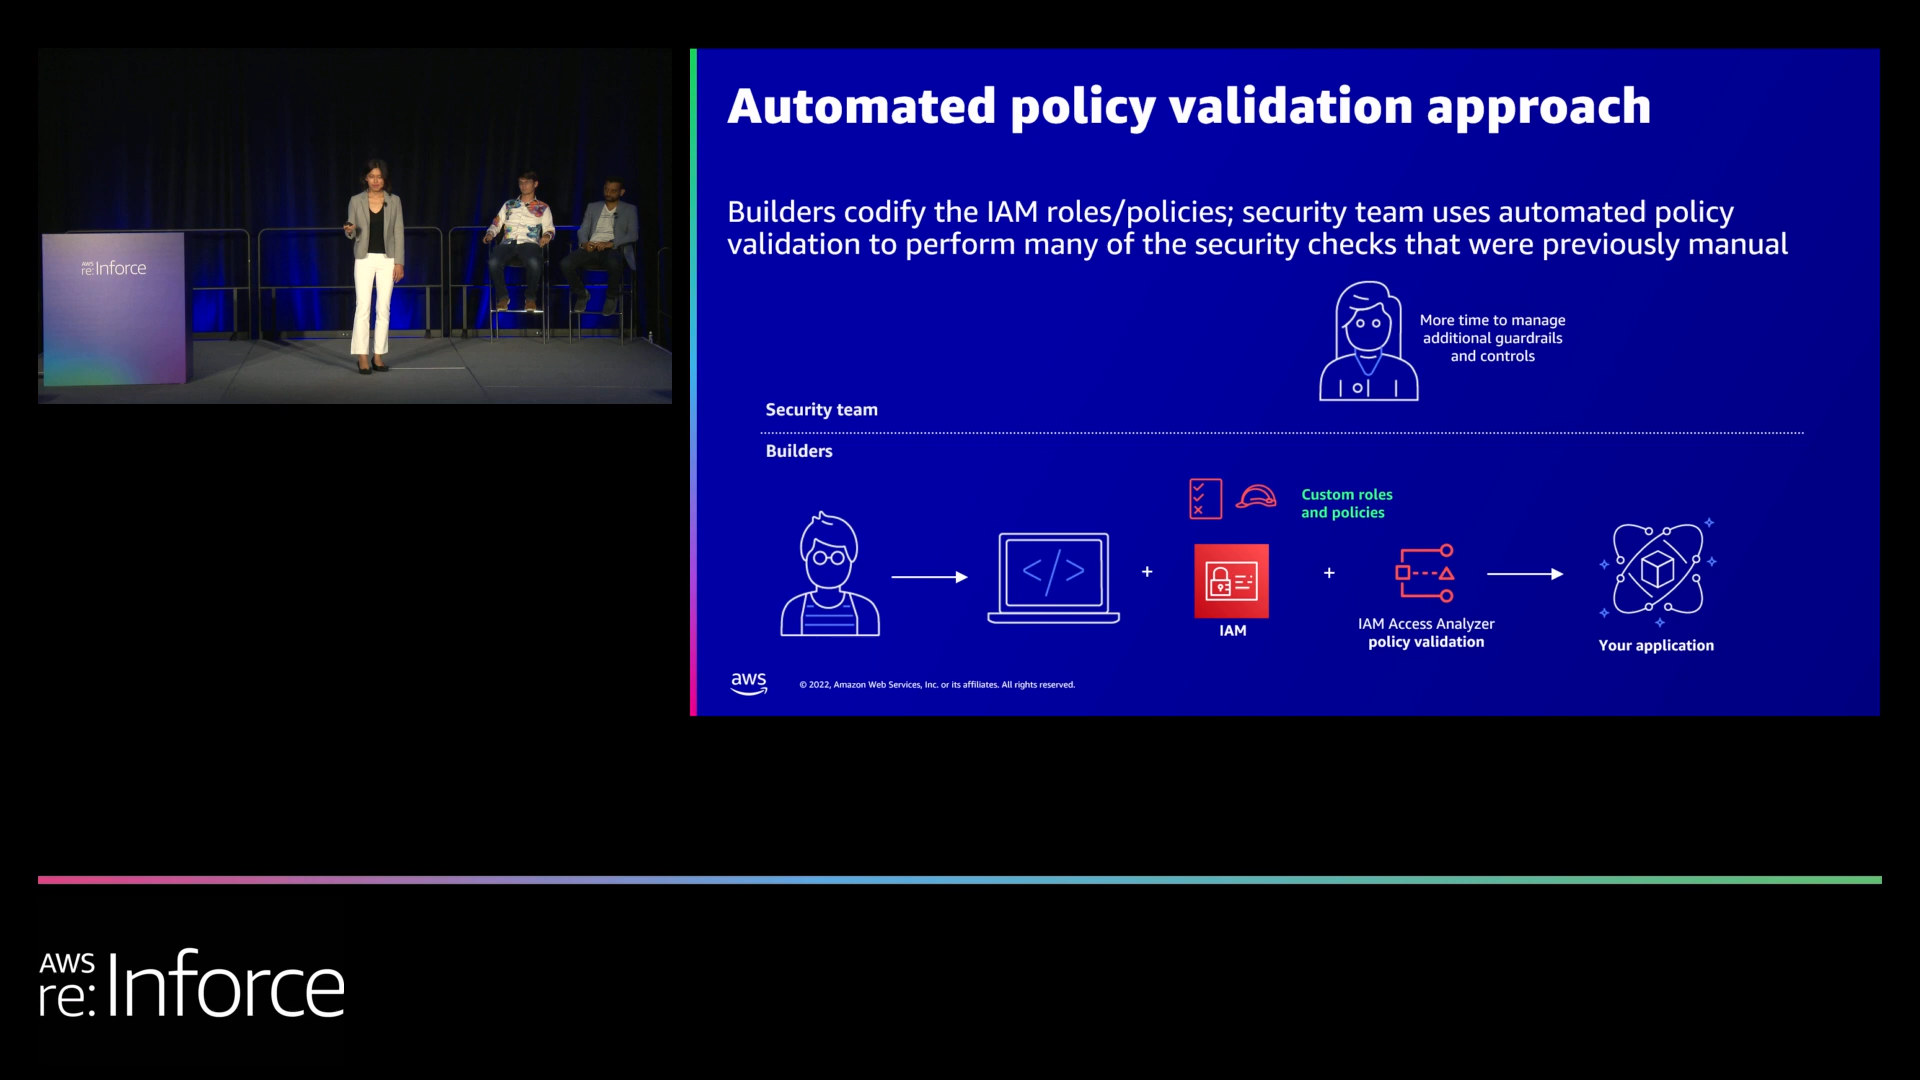 AWS
re:Inforce
Automated policy validation approach
Builders codify the IAM roles/policies; security team uses automated policy
validation to perform many of the security checks that were previously manual
More time to manage
additional guardrails
and controls
Security team
Builders
Custom roles
and policies
</>
+
+
IAM
IAM Access Analyzer
policy validation
Your application
aws
© 2022, Amazon Web Services, Inc. or its affiliates. All rights reserved.
AWS
re:Inforce